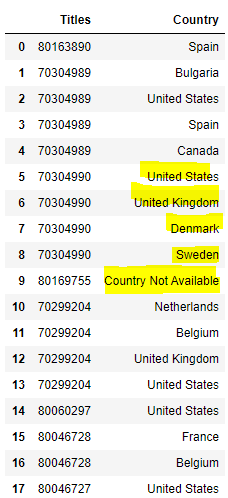 Titles Country
0 80163890 Spain
1 70304989 Bulgaria
2 70304989 United States
3 70304989 Spain
4 70304989 Canada
5 70304990 United States
6 70304990 United Kingdom
7 70304990 Denmark
8 70304990 Sweden
9 80169755 Country Not Available
10 70299204 Netherlands
11 70299204 Belgium
12 70299204 United Kingdom
13 70299204 United States
14 80060297 United States
15 80046728 France
16 80046728 Belgium
17 80046727 United States